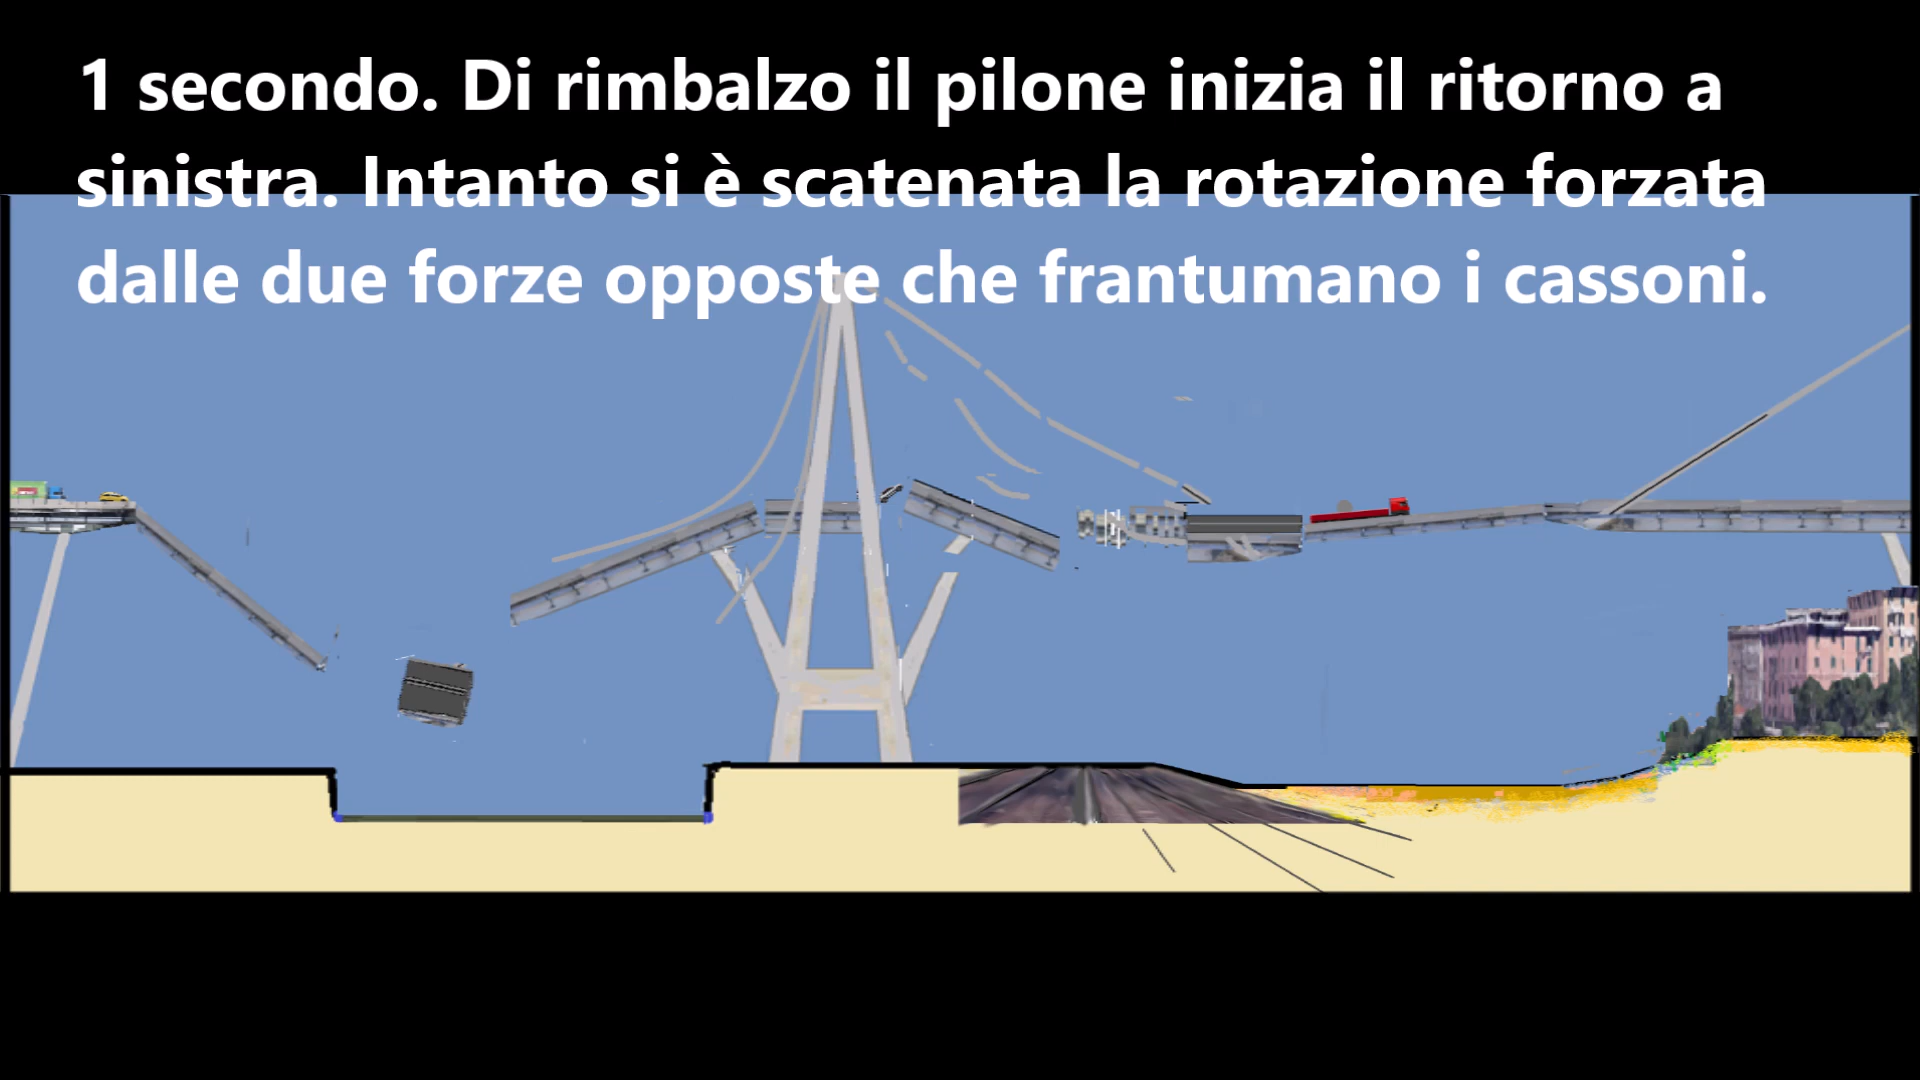 1 secondo. Di rimbalzo il pilone inizia il ritorno a
sinistra. Intanto si è scatenata la rotazione forzata
dalle due forze opposte che frantumano i cassoni.